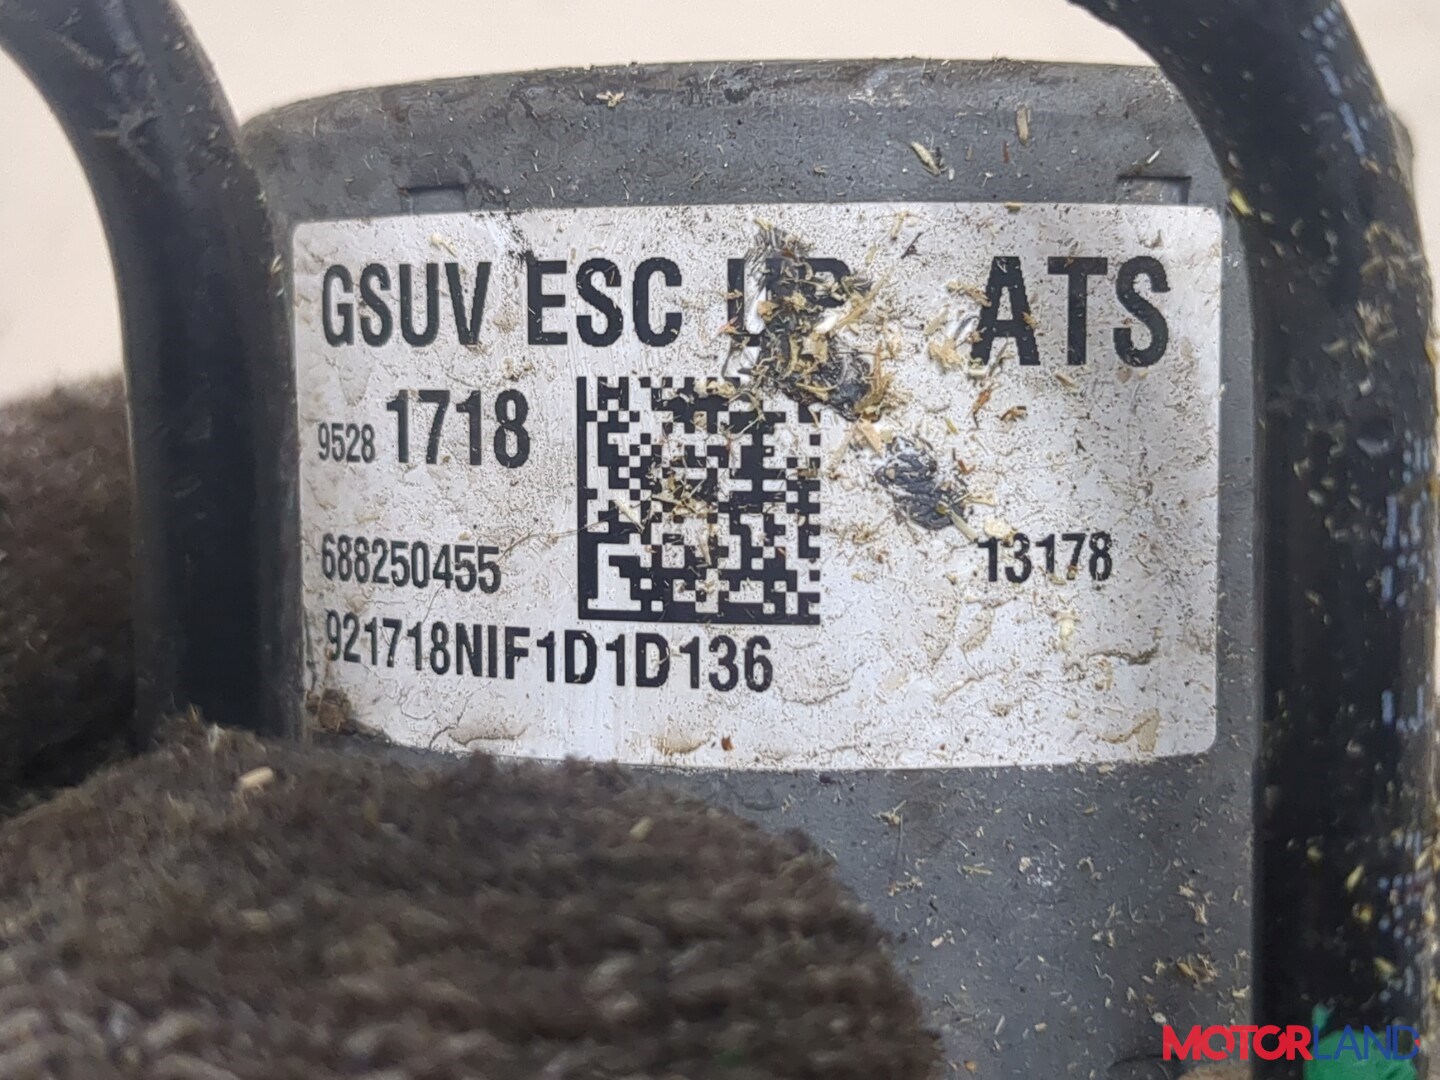 GSUV ESC ATS
9528 1718
688250455 13178
921718NIF1D1D136
MOTORLAND